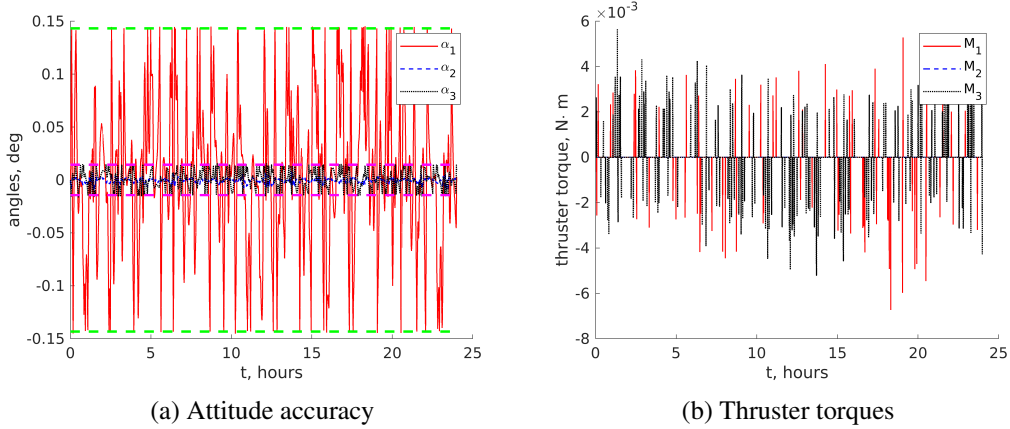 0.15
0.1
0.05
0
-0.05
-0.1
-0.15
0
5
10
15
20
25
angles, deg
t, hours
α1
α2
α3
(a) Attitude accuracy
×10-3
6
4
2
0
-2
-4
-6
-8
0
5
10
15
20
25
thruster torque, N· m
t, hours
M1
M2
M3
(b) Thruster torques